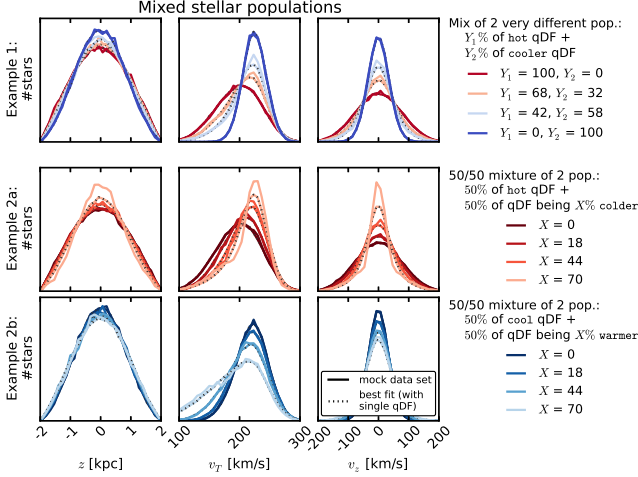 Mixed stellar populations
Example 1:
#stars
Mix of 2 very different pop.:
Y₁% of hot qDF +
Y₂% of cooler qDF
Y₁ = 100, Y₂ = 0
Y₁ = 68, Y₂ = 32
Y₁ = 42, Y₂ = 58
Y₁ = 0, Y₂ = 100
Example 2a:
#stars
50/50 mixture of 2 pop.:
50% of hot qDF +
50% of qDF being X% colder
X = 0
X = 18
X = 44
X = 70
Example 2b:
#stars
50/50 mixture of 2 pop.:
50% of cool qDF +
50% of qDF being X% warmer
X = 0
X = 18
X = 44
X = 70
mock data set
best fit (with
single qDF)
-2 -1 0 1 2
100 200 300
-200 -100 0 100 200
z [kpc]
v_T [km/s]
v_z [km/s]